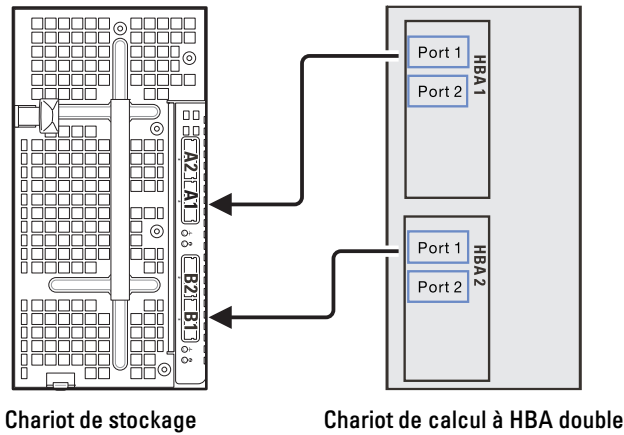 A2
A1
B2
B1
Port 1
Port 2
HBA 1
Port 1
Port 2
HBA 2
Chariot de stockage
Chariot de calcul à HBA double